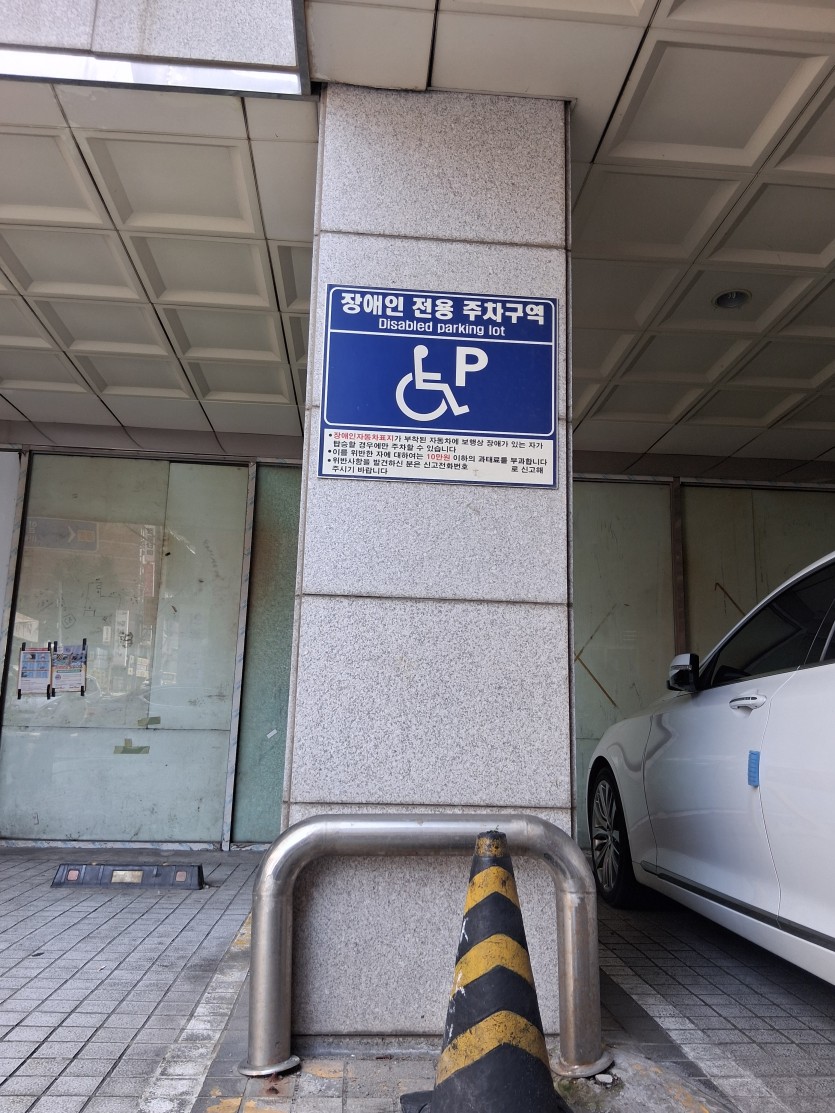 장애인 전용 주차구역
Disabled parking lot
P
•장애인자동차표지가 부착된 자동차에 보행상 장애가 있는 자가
탑승할 경우에만 주차할 수 있습니다
•이를 위반한 자에 대하여는 10만원 이하의 과태료를 부과합니다
•위반사항을 발견하신 분은 신고전화번호 로 신고해
주시기 바랍니다